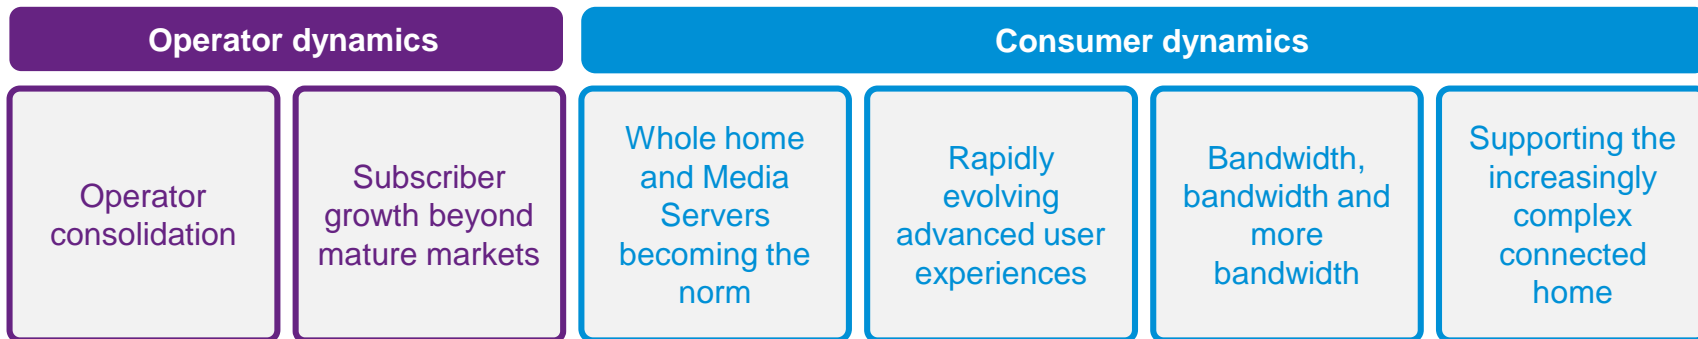 Operator dynamics
Consumer dynamics
Operator
consolidation
Subscriber
growth beyond
mature markets
Whole home
and Media
Servers
becoming the
norm
Rapidly
evolving
advanced user
experiences
Bandwidth,
bandwidth and
more
bandwidth
Supporting the
increasingly
complex
connected
home